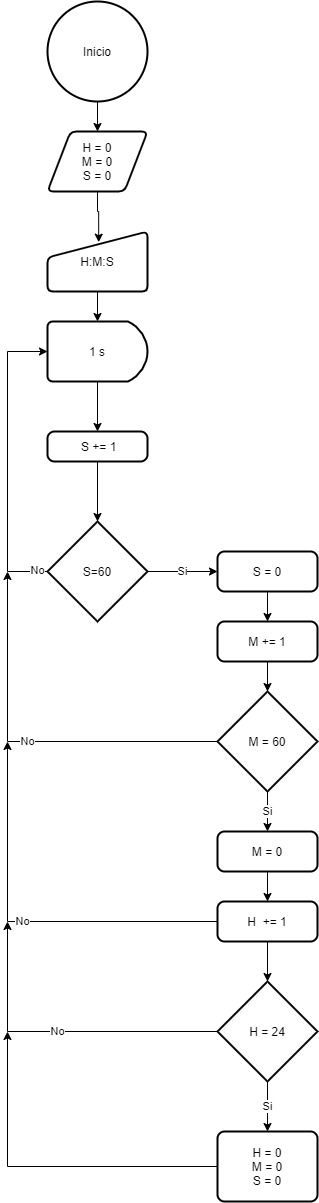 Inicio
H = 0
M = 0
S = 0
H:M:S
1 s
S += 1
S=60
No
Si
S = 0
M += 1
M = 60
No
Si
M = 0
H += 1
No
H = 24
No
Si
H = 0
M = 0
S = 0